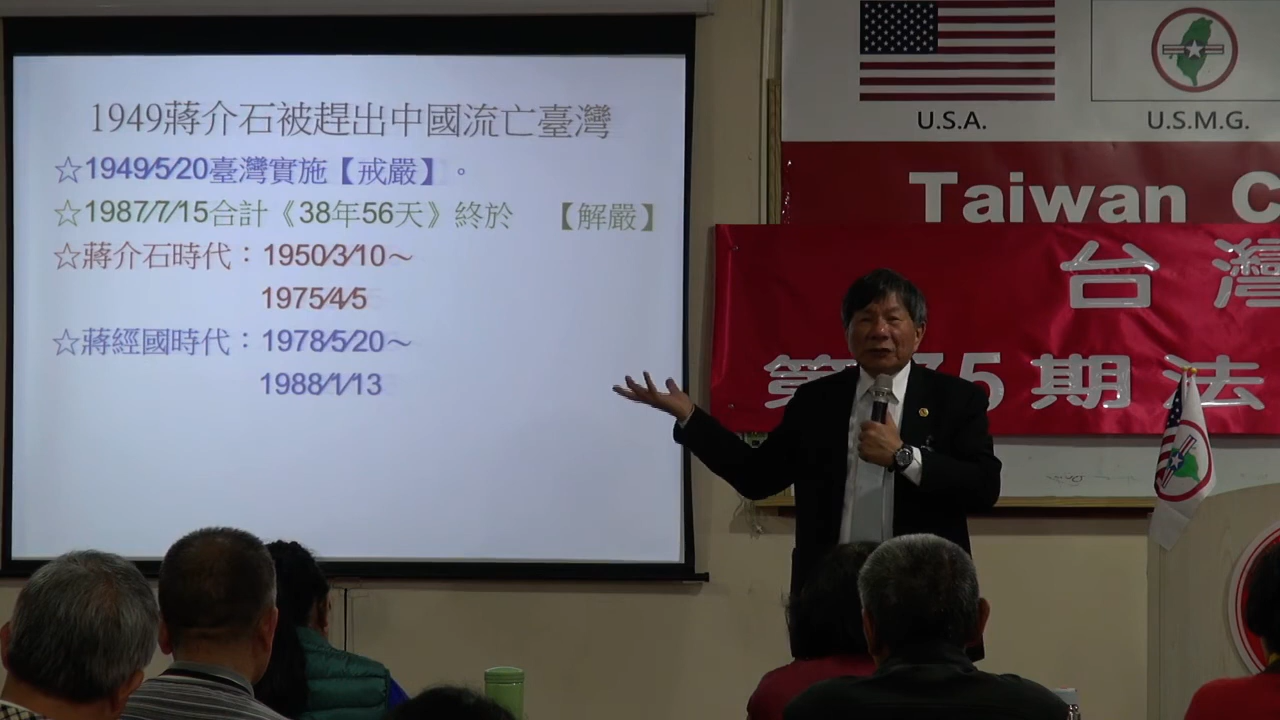 1949蔣介石被趕出中國流亡臺灣
☆1949/5/20臺灣實施【戒嚴】。
☆1987/7/15合計《38年56天》終於 【解嚴】
☆蔣介石時代：1950/3/10～
1975/4/5
☆蔣經國時代：1978/5/20～
1988/1/13
U.S.A.
U.S.M.G.
Taiwan C
台灣
第 5期法